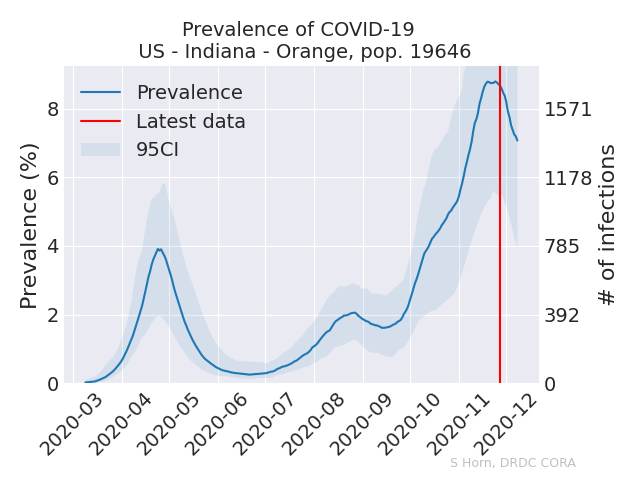 Prevalence of COVID-19
US - Indiana - Orange, pop. 19646
Prevalence
Latest data
95CI
Prevalence (%)
8
6
4
2
0
1571
1178
785
392
0
# of infections
2020-03
2020-04
2020-05
2020-06
2020-07
2020-08
2020-09
2020-10
2020-11
2020-12
S Horn, DRDC CORA